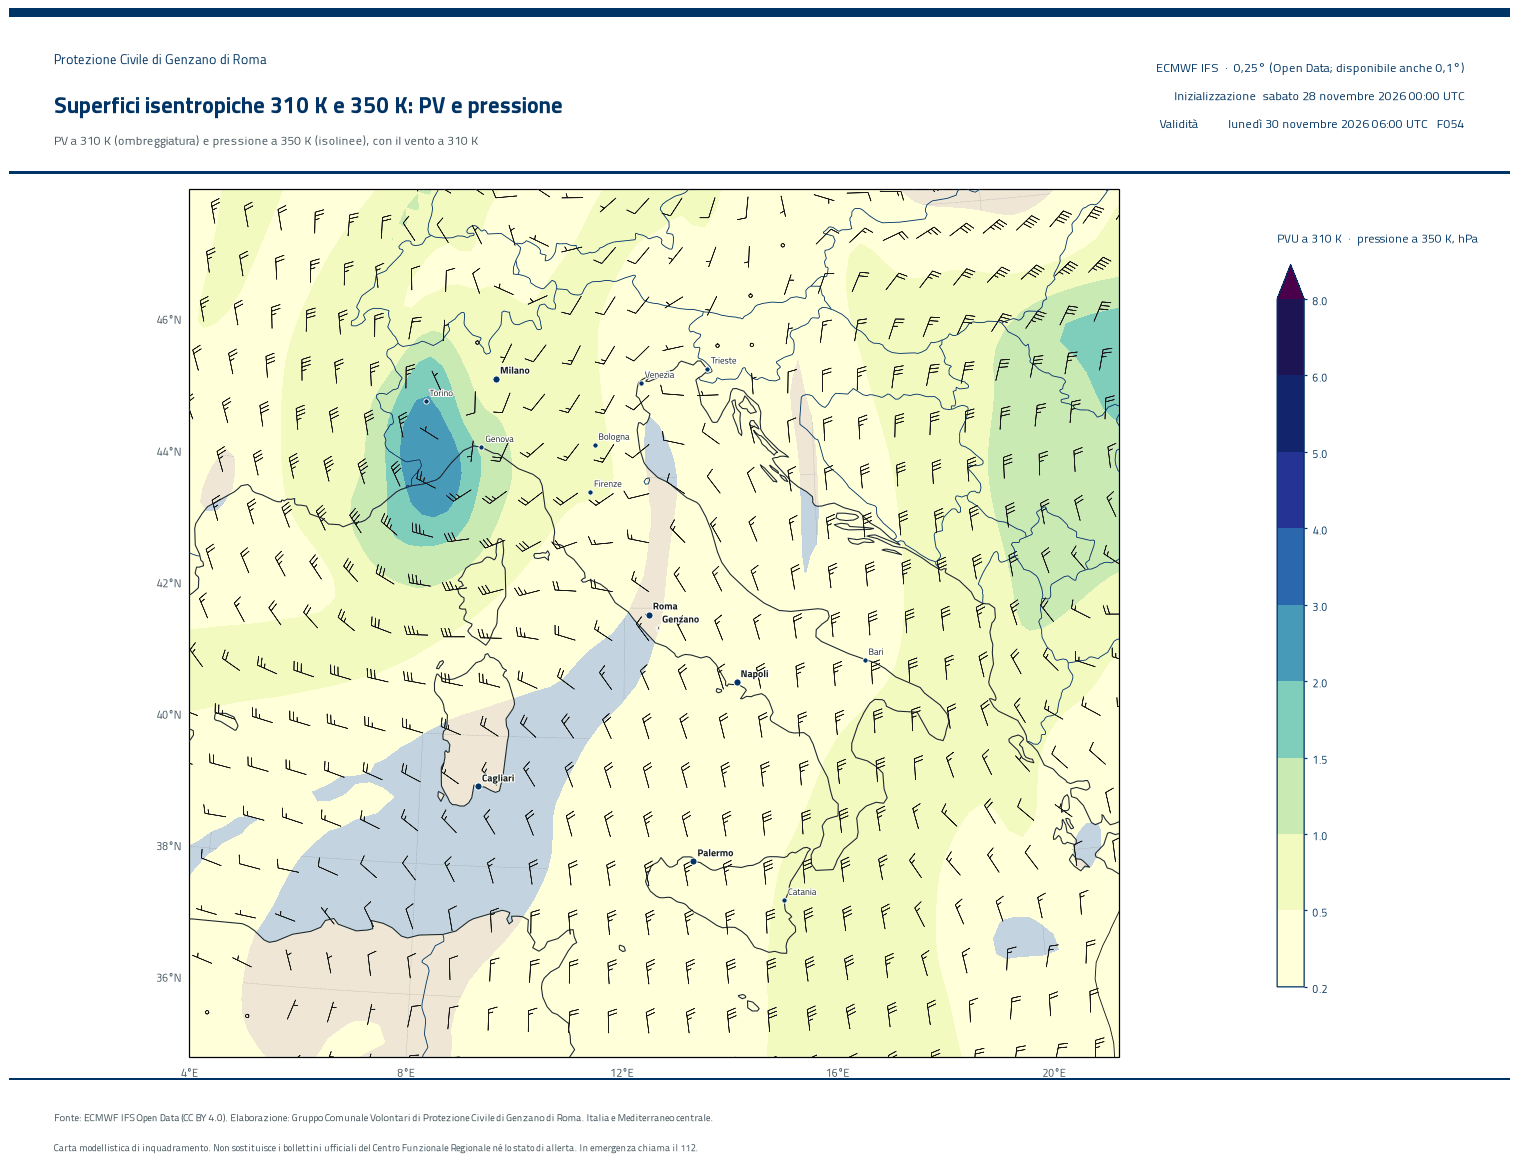 Protezione Civile di Genzano di Roma
Superfici isentropiche 310 K e 350 K: PV e pressione
PV a 310 K (ombreggiatura) e pressione a 350 K (isolinee), con il vento a 310 K
ECMWF IFS · 0,25° (Open Data; disponibile anche 0,1°)
Inizializzazione sabato 28 novembre 2026 00:00 UTC
Validità lunedì 30 novembre 2026 06:00 UTC F054
PVU a 310 K · pressione a 350 K, hPa
8.0
6.0
5.0
4.0
3.0
2.0
1.5
1.0
0.5
0.2
46°N
44°N
42°N
40°N
38°N
36°N
4°E
8°E
12°E
16°E
20°E
Trieste
Milano
Venezia
Torino
Genova
Bologna
Firenze
Roma
Genzano
Bari
Napoli
Cagliari
Palermo
Catania
Fonte: ECMWF IFS Open Data (CC BY 4.0). Elaborazione: Gruppo Comunale Volontari di Protezione Civile di Genzano di Roma. Italia e Mediterraneo centrale.
Carta modellistica di inquadramento. Non sostituisce i bollettini ufficiali del Centro Funzionale Regionale né lo stato di allerta. In emergenza chiama il 112.